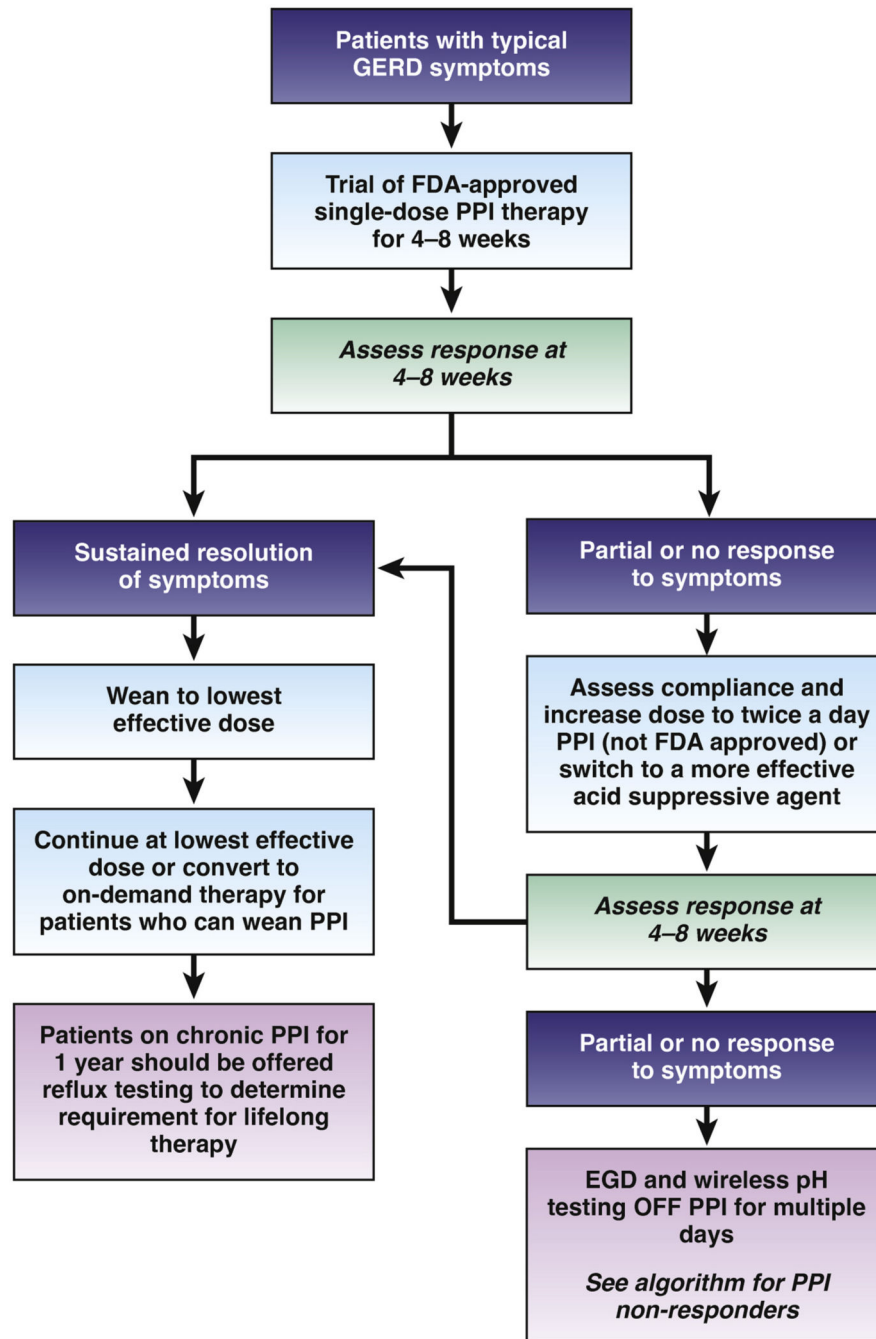 Patients with typical
GERD symptoms
Trial of FDA-approved
single-dose PPI therapy
for 4–8 weeks
Assess response at
4–8 weeks
Sustained resolution
of symptoms
Wean to lowest
effective dose
Continue at lowest effective
dose or convert to
on-demand therapy for
patients who can wean PPI
Patients on chronic PPI for
1 year should be offered
reflux testing to determine
requirement for lifelong
therapy
Partial or no response
to symptoms
Assess compliance and
increase dose to twice a day
PPI (not FDA approved) or
switch to a more effective
acid suppressive agent
Assess response at
4–8 weeks
Partial or no response
to symptoms
EGD and wireless pH
testing OFF PPI for multiple
days
See algorithm for PPI
non-responders